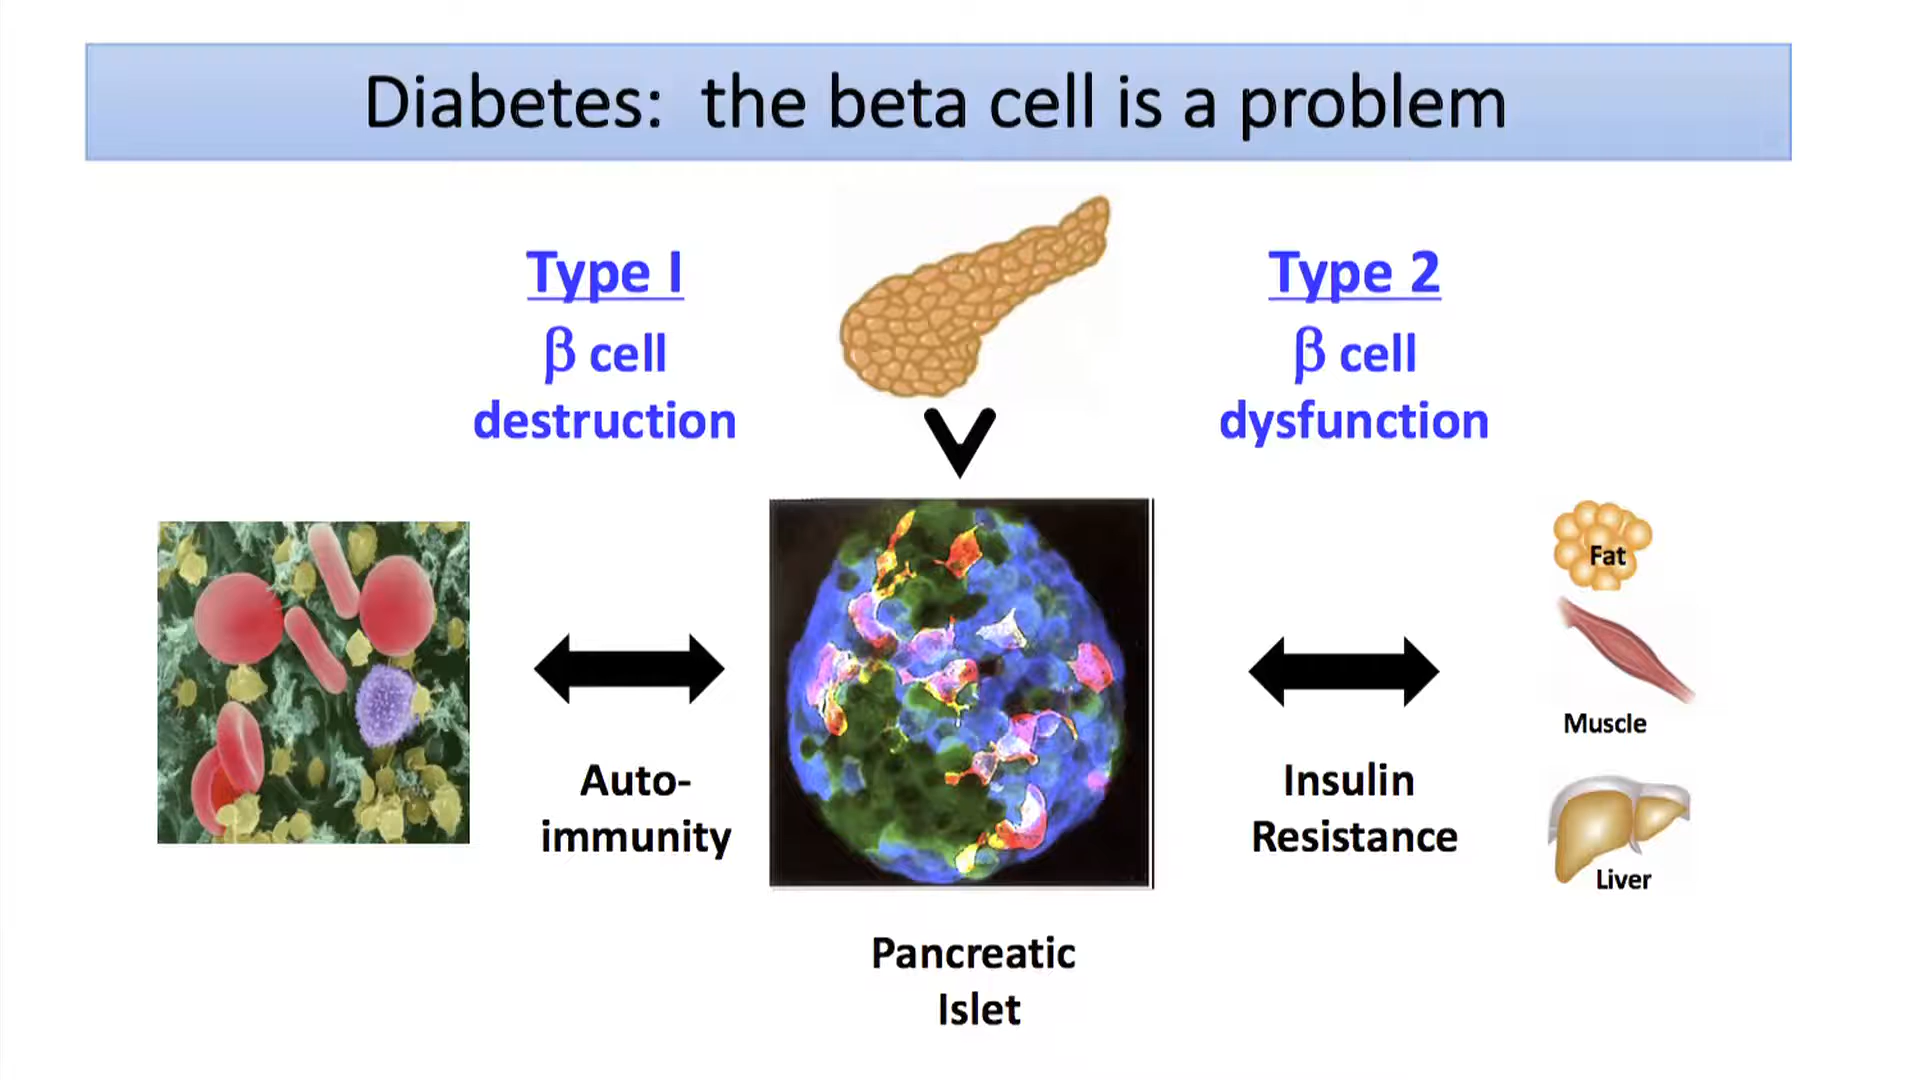 Diabetes: the beta cell is a problem
Type I
β cell
destruction
Type 2
β cell
dysfunction
Auto-
immunity
Insulin
Resistance
Fat
Muscle
Liver
Pancreatic
Islet